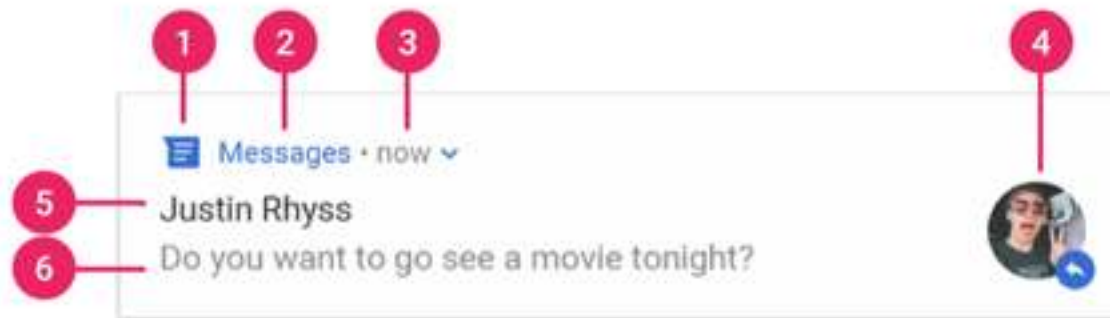 1 2 3 4
Messages • now
5 Justin Rhyss
6 Do you want to go see a movie tonight?